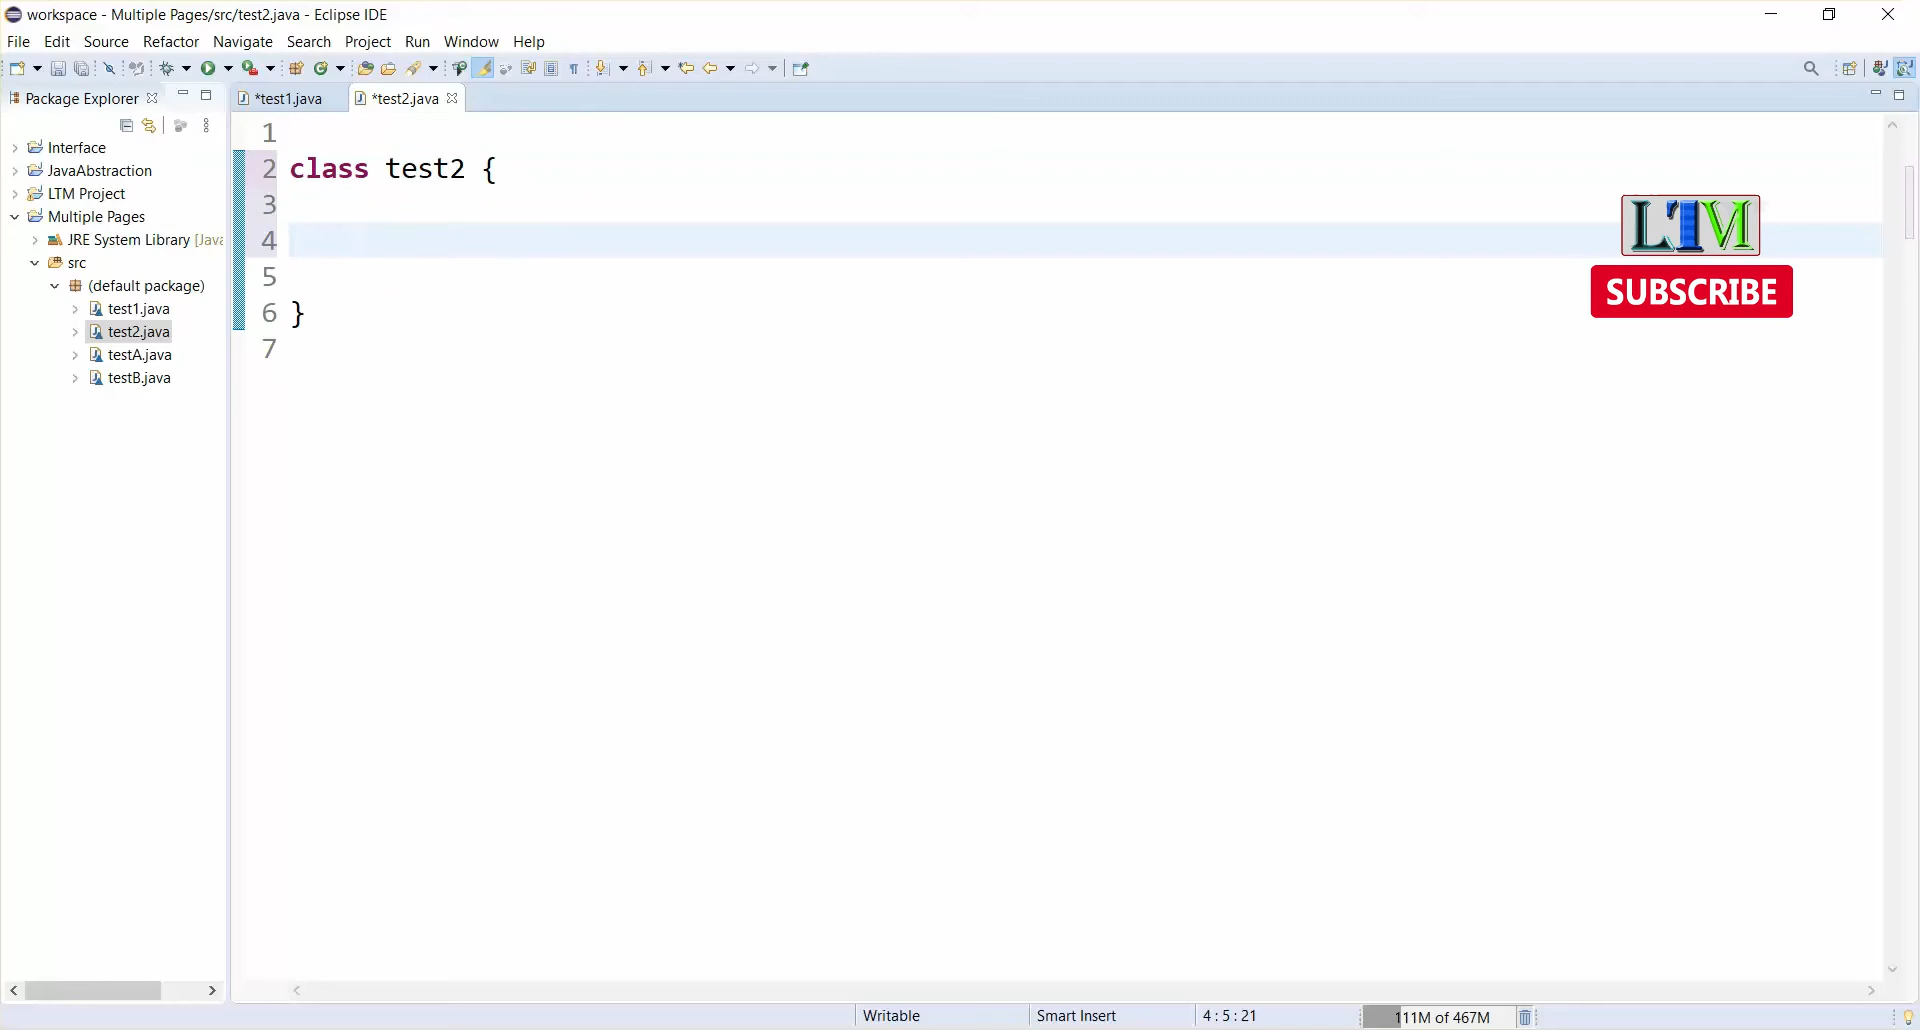 workspace - Multiple Pages/src/test2.java - Eclipse IDE
File Edit Source Refactor Navigate Search Project Run Window Help
Package Explorer
*test1.java
*test2.java
Interface
JavaAbstraction
LTM Project
Multiple Pages
JRE System Library [Java
src
(default package)
test1.java
test2.java
testA.java
testB.java
1
2 class test2 {
3
4
5
6 }
7
LTM
SUBSCRIBE
Writable
Smart Insert
4 : 5 : 21
111M of 467M